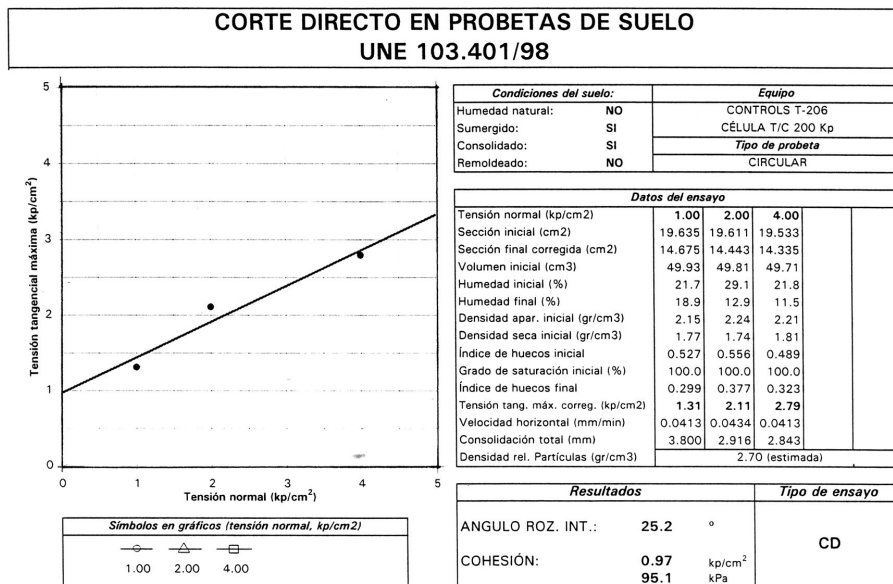 CORTE DIRECTO EN PROBETAS DE SUELO
UNE 103.401/98
5
4
3
2
1
0
Tensión tangencial máxima (kp/cm²)
0 1 2 3 4 5
Tensión normal (kp/cm²)
Símbolos en gráficos (tensión normal, kp/cm2)
1.00 2.00 4.00
Condiciones del suelo: Equipo
Humedad natural: NO CONTROLS T-206
Sumergido: SI CÉLULA T/C 200 Kp
Consolidado: SI Tipo de probeta
Remoldeado: NO CIRCULAR
Datos del ensayo
Tensión normal (kp/cm2) 1.00 2.00 4.00
Sección inicial (cm2) 19.635 19.611 19.533
Sección final corregida (cm2) 14.675 14.443 14.335
Volumen inicial (cm3) 49.93 49.81 49.71
Humedad inicial (%) 21.7 29.1 21.8
Humedad final (%) 18.9 12.9 11.5
Densidad apar. inicial (gr/cm3) 2.15 2.24 2.21
Densidad seca inicial (gr/cm3) 1.77 1.74 1.81
Índice de huecos inicial 0.527 0.556 0.489
Grado de saturación inicial (%) 100.0 100.0 100.0
Índice de huecos final 0.299 0.377 0.323
Tensión tang. máx. correg. (kp/cm2) 1.31 2.11 2.79
Velocidad horizontal (mm/min) 0.0413 0.0434 0.0413
Consolidación total (mm) 3.800 2.916 2.843
Densidad rel. Partículas (gr/cm3) 2.70 (estimada)
Resultados Tipo de ensayo
ANGULO ROZ. INT.: 25.2 º
CD
COHESIÓN: 0.97 kp/cm²
95.1 kPa